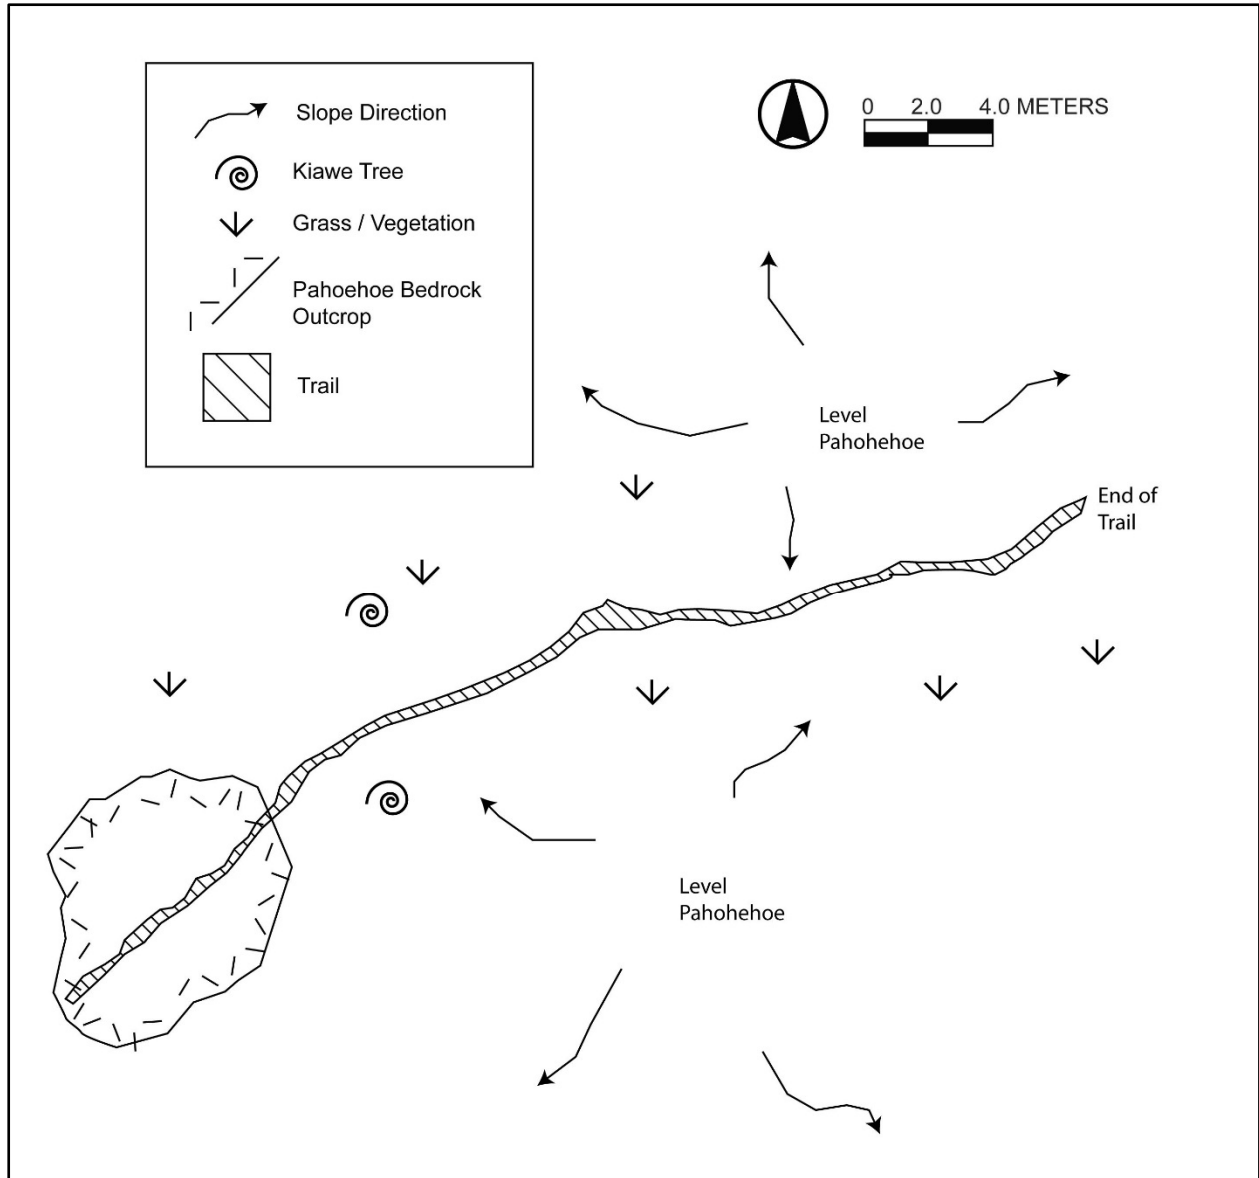 Slope Direction
Kiawe Tree
Grass / Vegetation
Pahoehoe Bedrock
Outcrop
Trail
0 2.0 4.0 METERS
Level
Pahohehoe
End of
Trail
Level
Pahohehoe